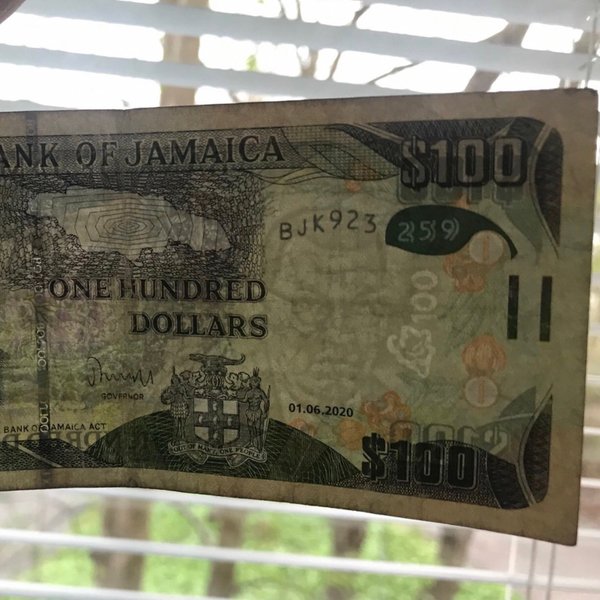 BANK OF JAMAICA
$100
BJK923 259
ONE HUNDRED
DOLLARS
100
GOVERNOR
01.06.2020
BANK OF JAMAICA ACT
OUT OF MANY, ONE PEOPLE
$100